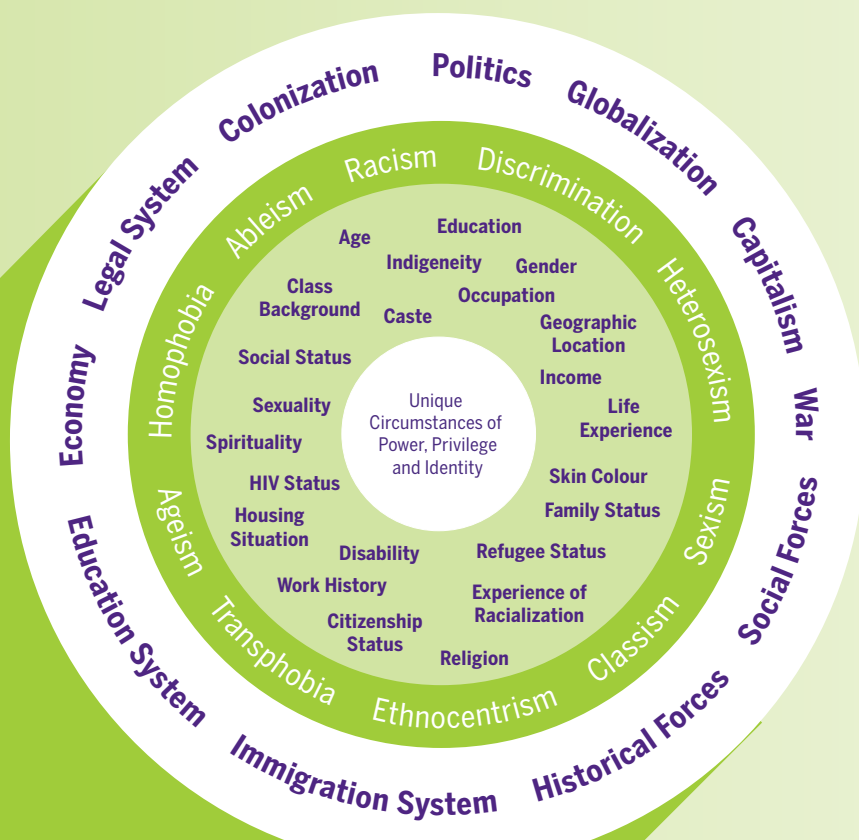 Politics
Globalization
Capitalism
War
Social Forces
Historical Forces
Immigration System
Education System
Economy
Legal System
Colonization
Racism
Discrimination
Heterosexism
Sexism
Classism
Ethnocentrism
Transphobia
Ageism
Homophobia
Ableism
Age
Education
Indigeneity
Gender
Class
Background
Occupation
Caste
Geographic
Location
Social Status
Income
Sexuality
Life
Experience
Spirituality
HIV Status
Skin Colour
Housing
Situation
Family Status
Disability
Refugee Status
Work History
Experience of
Racialization
Citizenship
Status
Religion
Unique
Circumstances of
Power, Privilege
and Identity